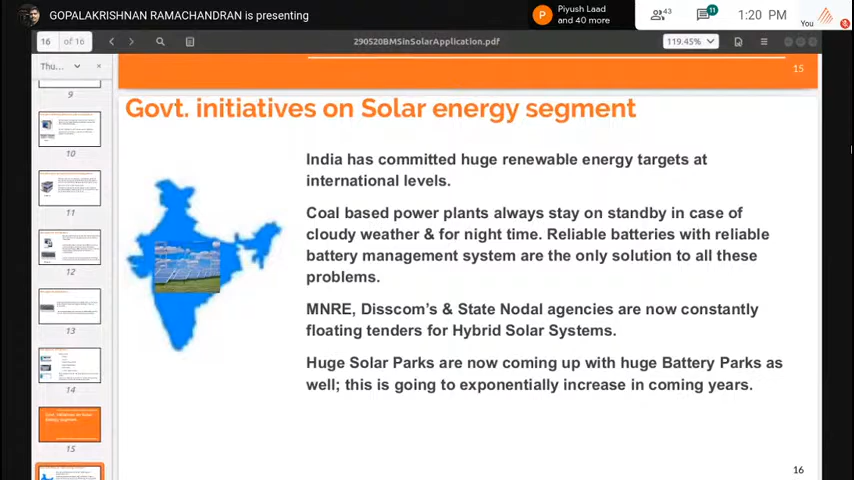 GOPALAKRISHNAN RAMACHANDRAN is presenting
P
Piyush Laad
and 40 more
43
11
1:20 PM
You
16
of 16
290520BMSinSolarApplication.pdf
119.45%
Thu...
15
9
10
11
12
13
14
15
Govt. initiatives on Solar energy segment
India has committed huge renewable energy targets at
international levels.
Coal based power plants always stay on standby in case of
cloudy weather & for night time. Reliable batteries with reliable
battery management system are the only solution to all these
problems.
MNRE, Disscom's & State Nodal agencies are now constantly
floating tenders for Hybrid Solar Systems.
Huge Solar Parks are now coming up with huge Battery Parks as
well; this is going to exponentially increase in coming years.
16